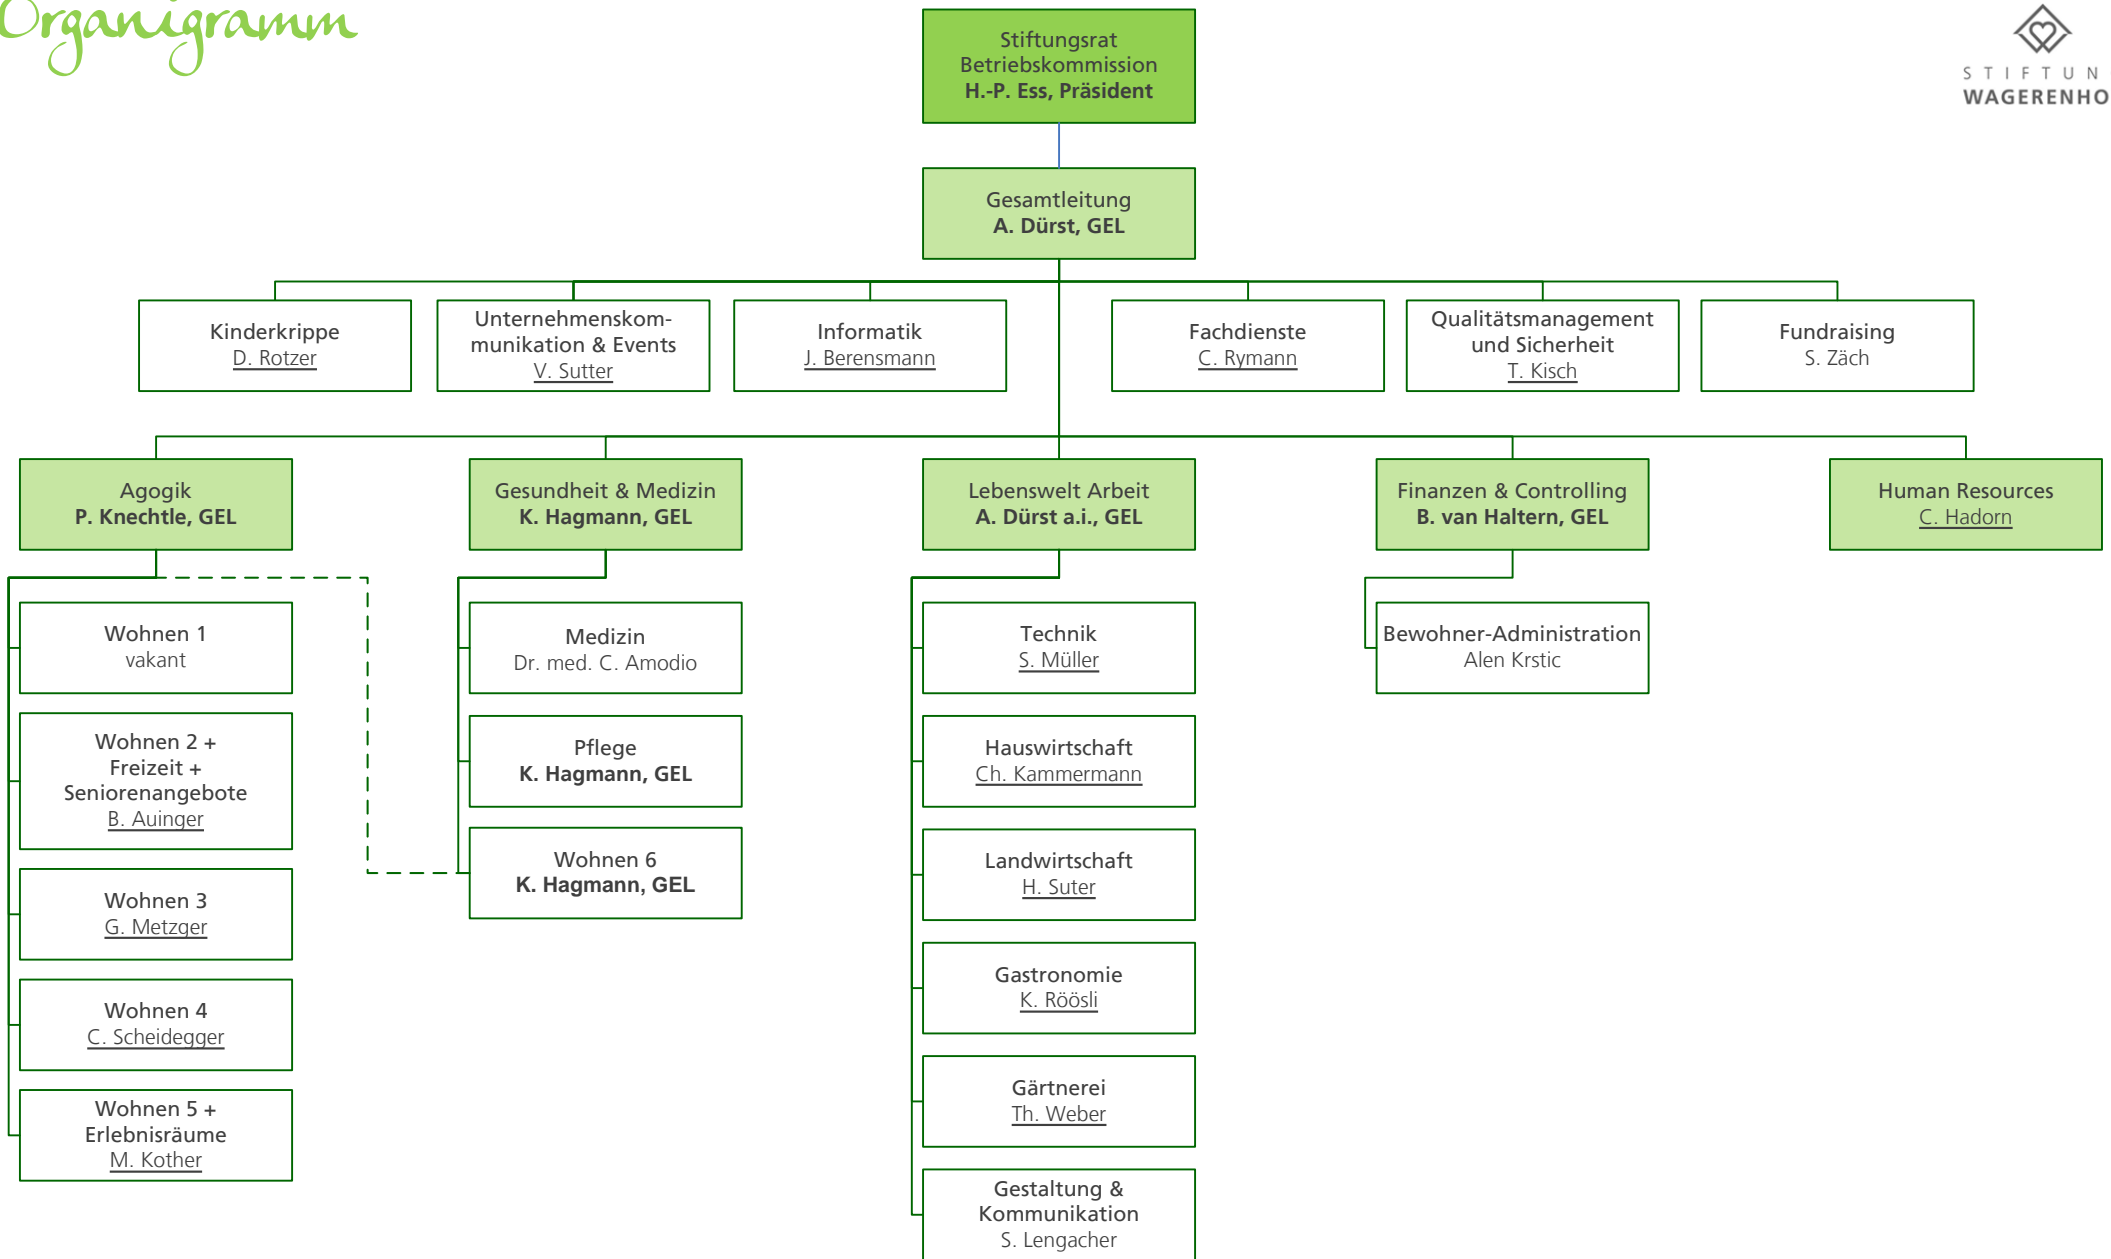 Organigramm
STIFTUN
WAGERENHO
Stiftungsrat
Betriebskommission
H.-P. Ess, Präsident
Gesamtleitung
A. Dürst, GEL
Kinderkrippe
D. Rotzer
Unternehmenskom-
munikation & Events
V. Sutter
Informatik
J. Berensmann
Fachdienste
C. Rymann
Qualitätsmanagement
und Sicherheit
T. Kisch
Fundraising
S. Zäch
Agogik
P. Knechtle, GEL
Gesundheit & Medizin
K. Hagmann, GEL
Lebenswelt Arbeit
A. Dürst a.i., GEL
Finanzen & Controlling
B. van Haltern, GEL
Human Resources
C. Hadorn
Wohnen 1
vakant
Wohnen 2 +
Freizeit +
Seniorenangebote
B. Auinger
Wohnen 3
G. Metzger
Wohnen 4
C. Scheidegger
Wohnen 5 +
Erlebnisräume
M. Kother
Medizin
Dr. med. C. Amodio
Pflege
K. Hagmann, GEL
Wohnen 6
K. Hagmann, GEL
Technik
S. Müller
Hauswirtschaft
Ch. Kammermann
Landwirtschaft
H. Suter
Gastronomie
K. Röösli
Gärtnerei
Th. Weber
Gestaltung &
Kommunikation
S. Lengacher
Bewohner-Administration
Alen Krstic